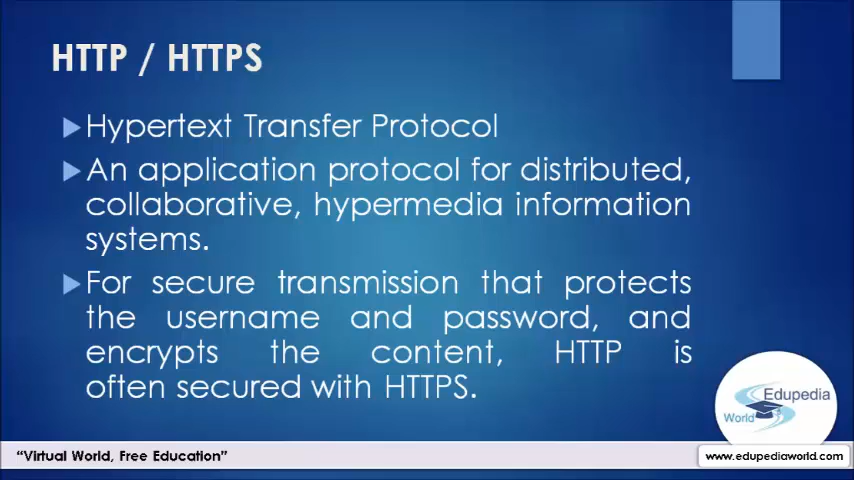 HTTP / HTTPS
Hypertext Transfer Protocol
An application protocol for distributed,
collaborative, hypermedia information
systems.
For secure transmission that protects
the username and password, and
encrypts the content, HTTP is
often secured with HTTPS.
Edupedia
World
“Virtual World, Free Education”
www.edupediaworld.com